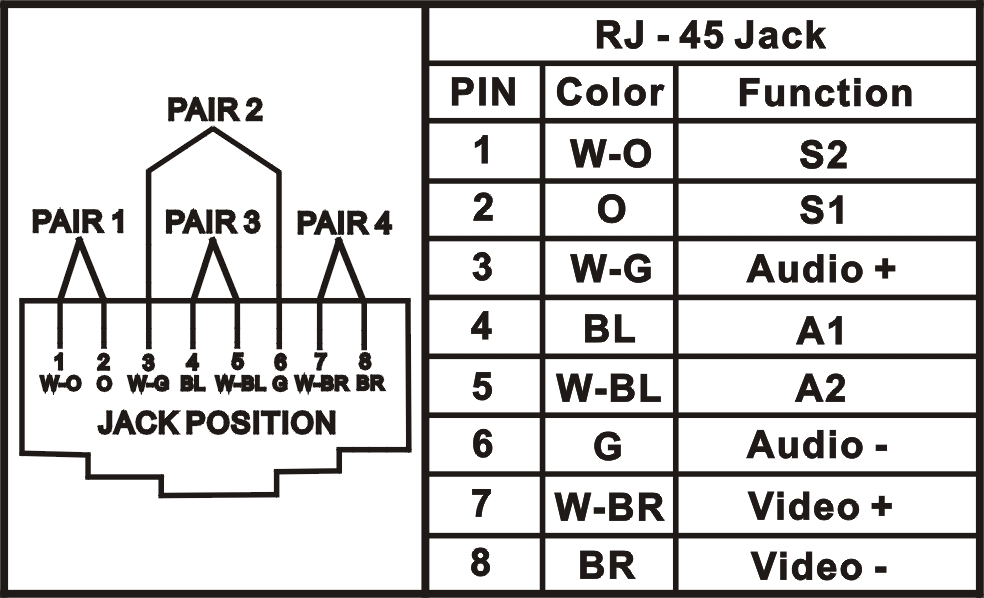 PAIR 2
PAIR 1 PAIR 3 PAIR 4
1 2 3 4 5 6 7 8
W-O O W-G BL W-BL G W-BR BR
JACK POSITION
RJ - 45 Jack
PIN Color Function
1 W-O S2
2 O S1
3 W-G Audio +
4 BL A1
5 W-BL A2
6 G Audio -
7 W-BR Video +
8 BR Video -